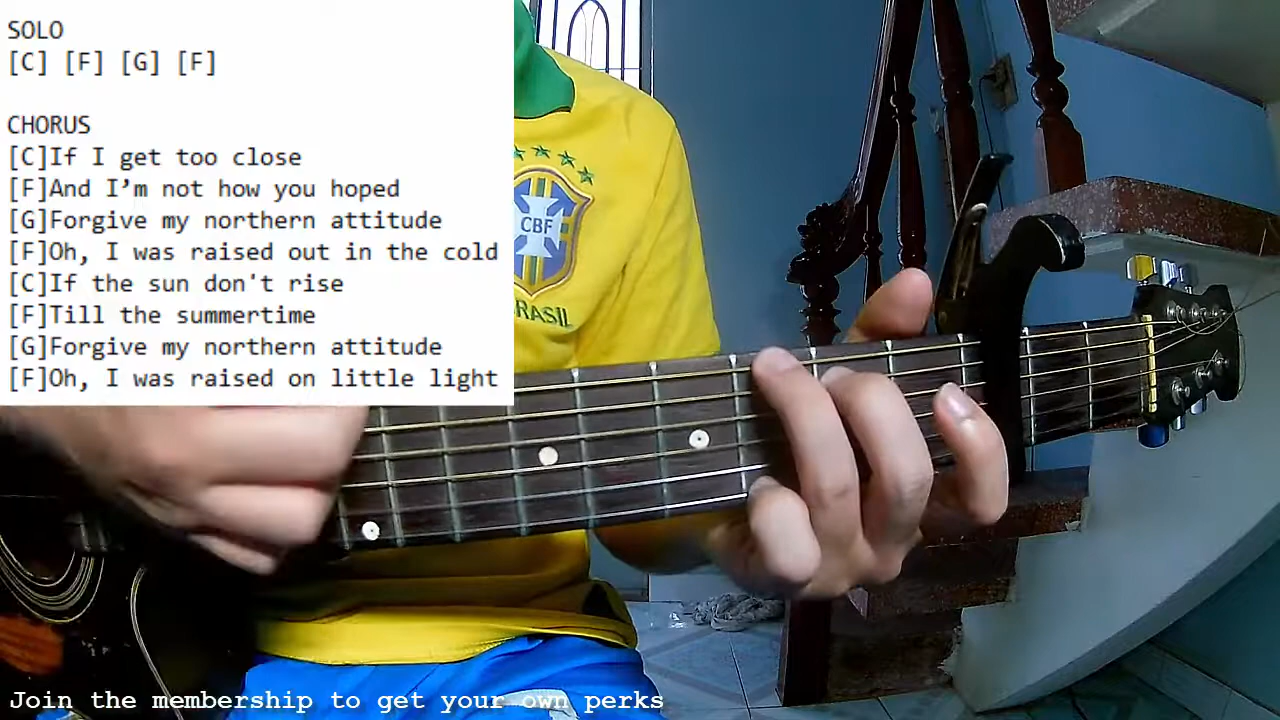 SOLO
[C] [F] [G] [F]
CHORUS
[C]If I get too close
[F]And I’m not how you hoped
[G]Forgive my northern attitude
[F]Oh, I was raised out in the cold
[C]If the sun don't rise
[F]Till the summertime
[G]Forgive my northern attitude
[F]Oh, I was raised on little light
CBF
RASIL
Join the membership to get your own perks